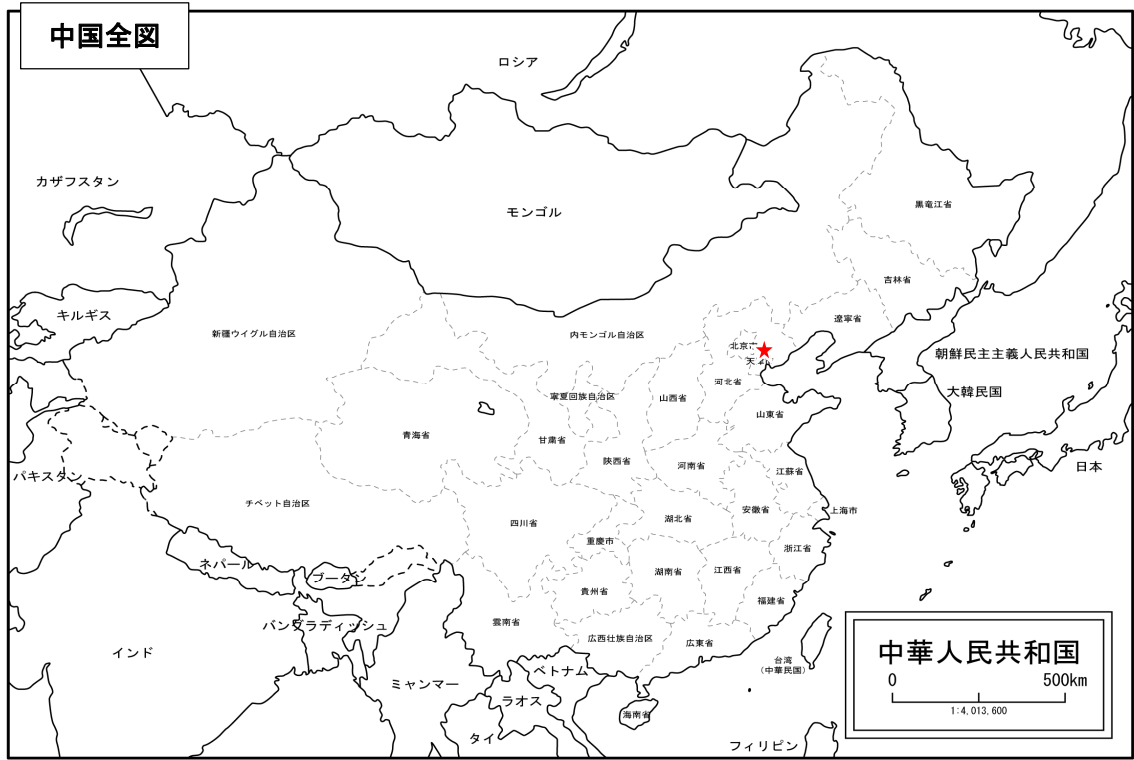 中国全図
ロシア
カザフスタン
モンゴル
黒竜江省
吉林省
キルギス
遼寧省
新疆ウイグル自治区
内モンゴル自治区
北京市
天
朝鮮民主主義人民共和国
河北省
大韓民国
寧夏回族自治区
山西省
山東省
青海省
甘粛省
陝西省
河南省
日本
江蘇省
パキスタン
チベット自治区
安徽省
上海市
四川省
湖北省
重慶市
浙江省
ネパール
ブータン
湖南省
江西省
貴州省
福建省
バングラディッシュ
雲南省
広西壮族自治区
広東省
インド
台湾
(中華民国)
中華人民共和国
0 500km
1:4,013,600
ベトナム
ミャンマー
ラオス
海南省
タイ
フィリピン